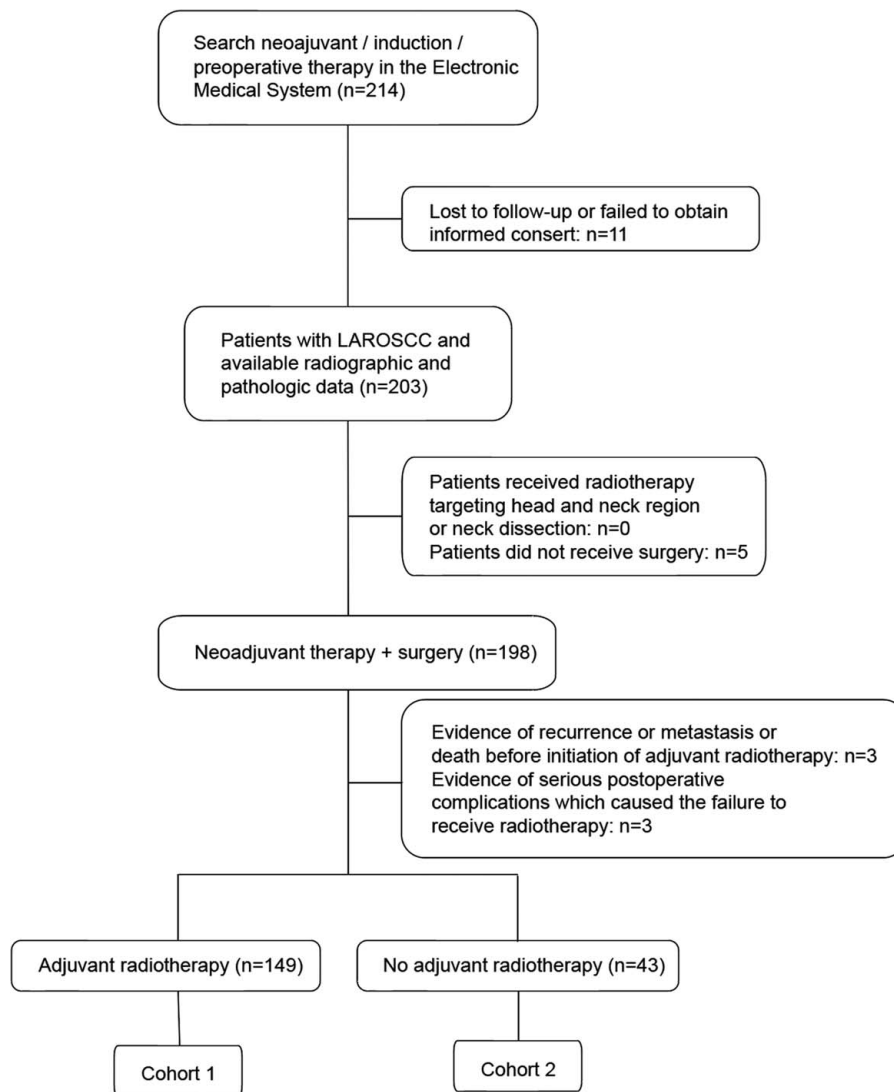 Search neoajuvant / induction /
preoperative therapy in the Electronic
Medical System (n=214)
Lost to follow-up or failed to obtain
informed consert: n=11
Patients with LAROSCC and
available radiographic and
pathologic data (n=203)
Patients received radiotherapy
targeting head and neck region
or neck dissection: n=0
Patients did not receive surgery: n=5
Neoadjuvant therapy + surgery (n=198)
Evidence of recurrence or metastasis or
death before initiation of adjuvant radiotherapy: n=3
Evidence of serious postoperative
complications which caused the failure to
receive radiotherapy: n=3
Adjuvant radiotherapy (n=149)
No adjuvant radiotherapy (n=43)
Cohort 1
Cohort 2